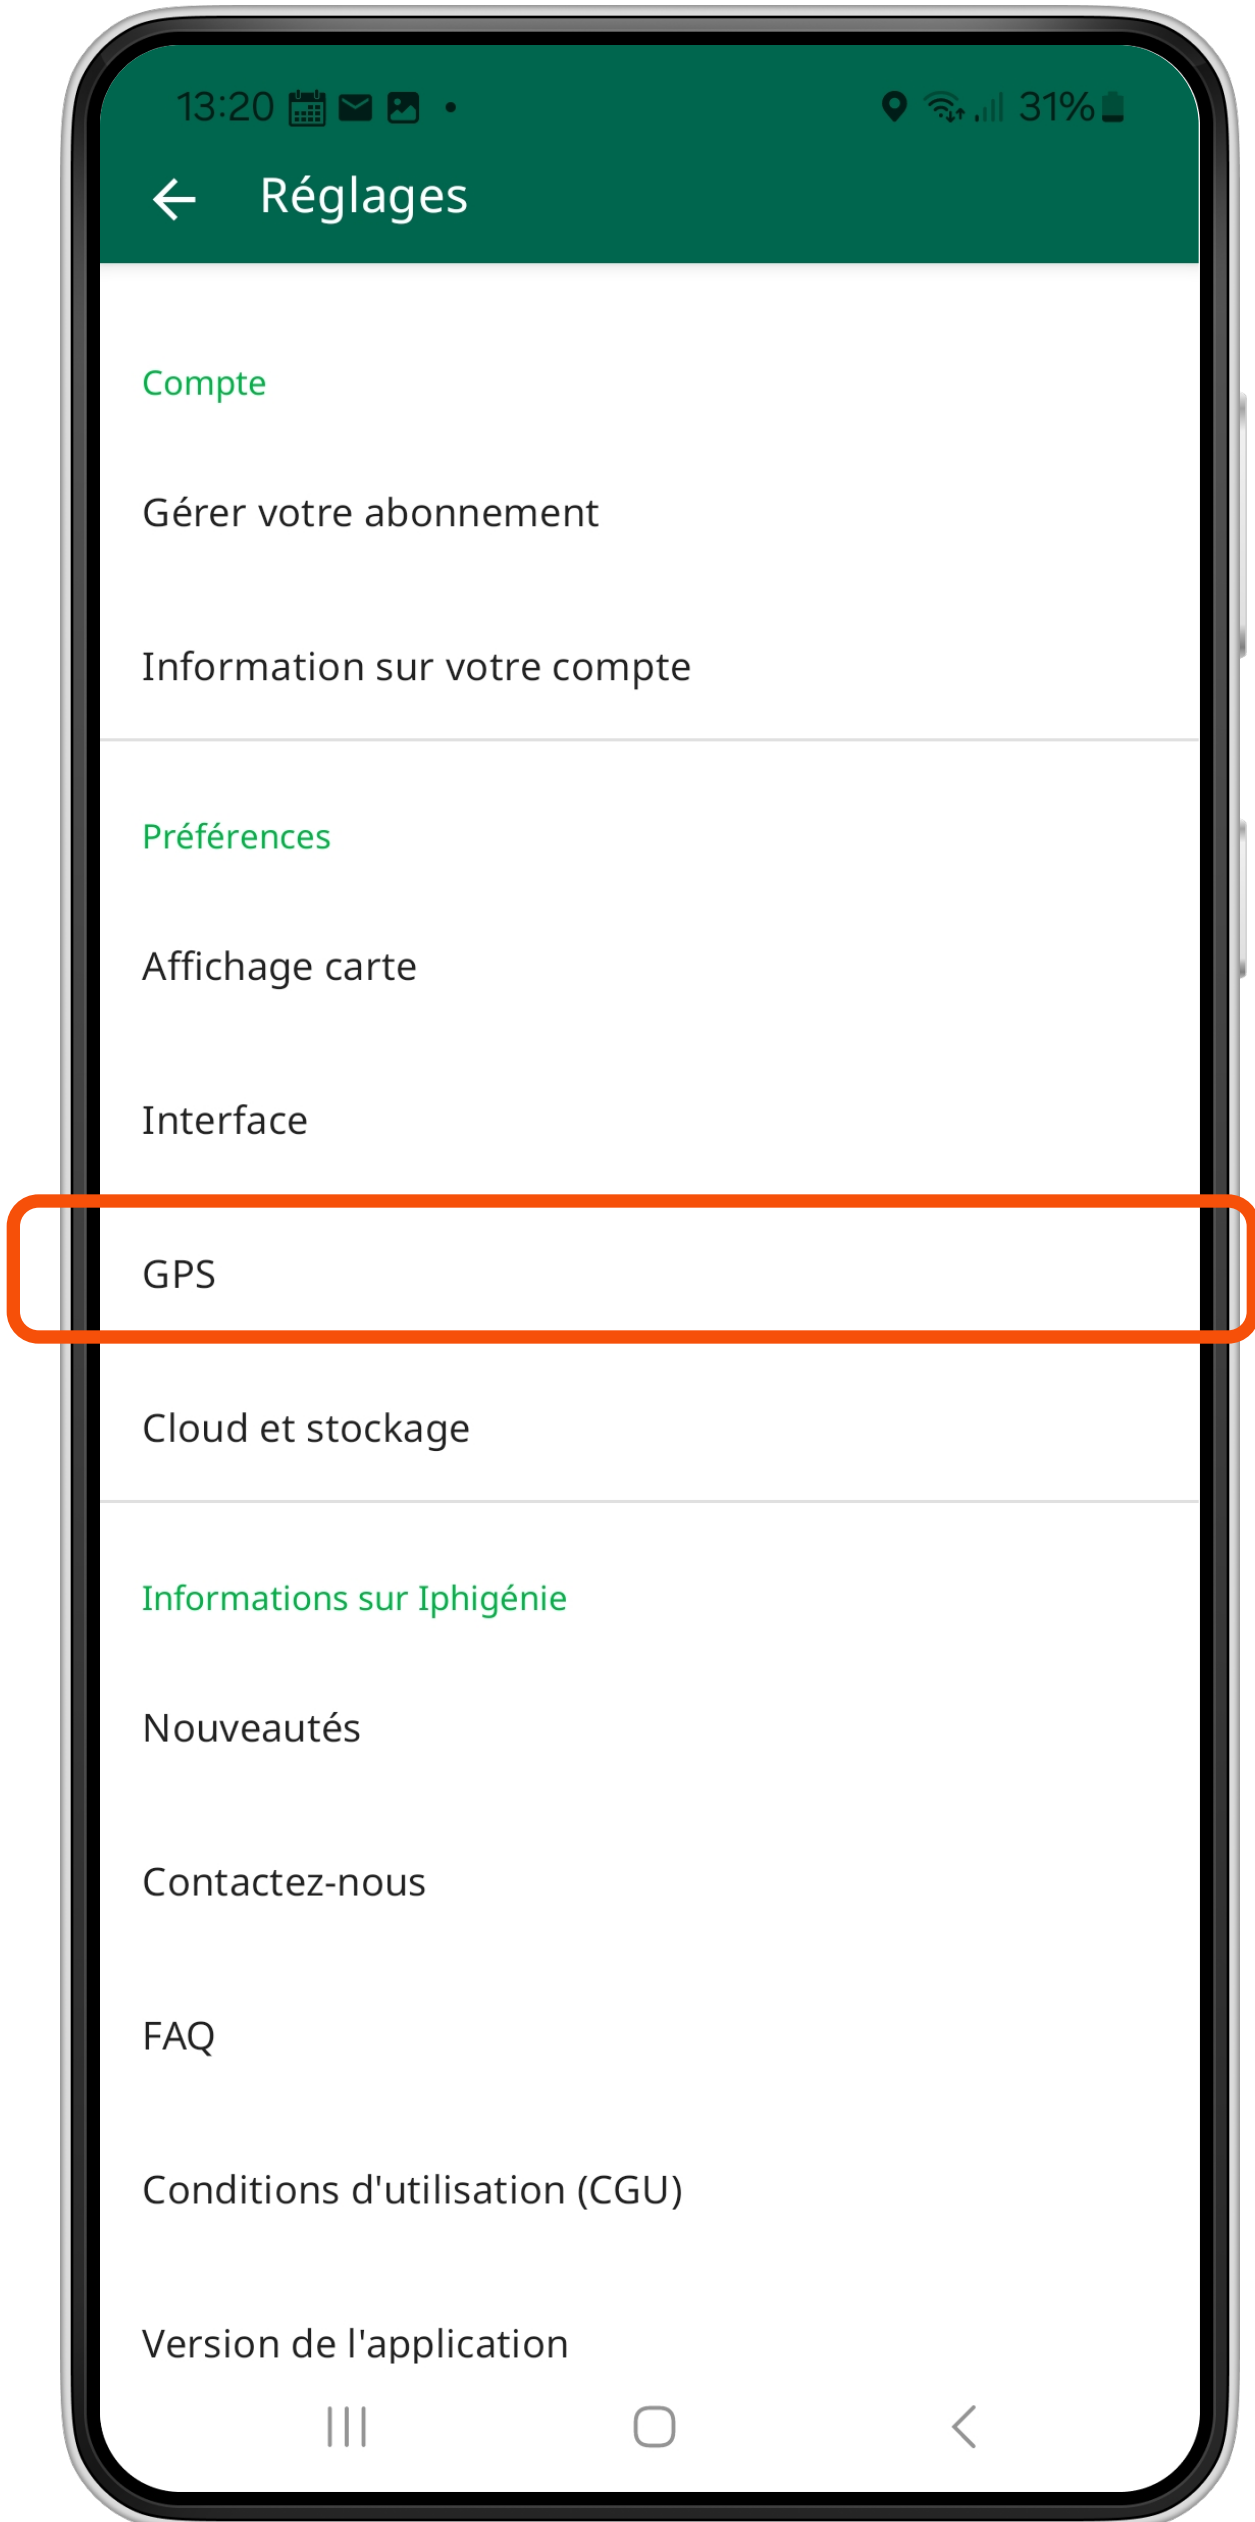 13:20
31%
Réglages
Compte
Gérer votre abonnement
Information sur votre compte
Préférences
Affichage carte
Interface
GPS
Cloud et stockage
Informations sur Iphigénie
Nouveautés
Contactez-nous
FAQ
Conditions d'utilisation (CGU)
Version de l'application